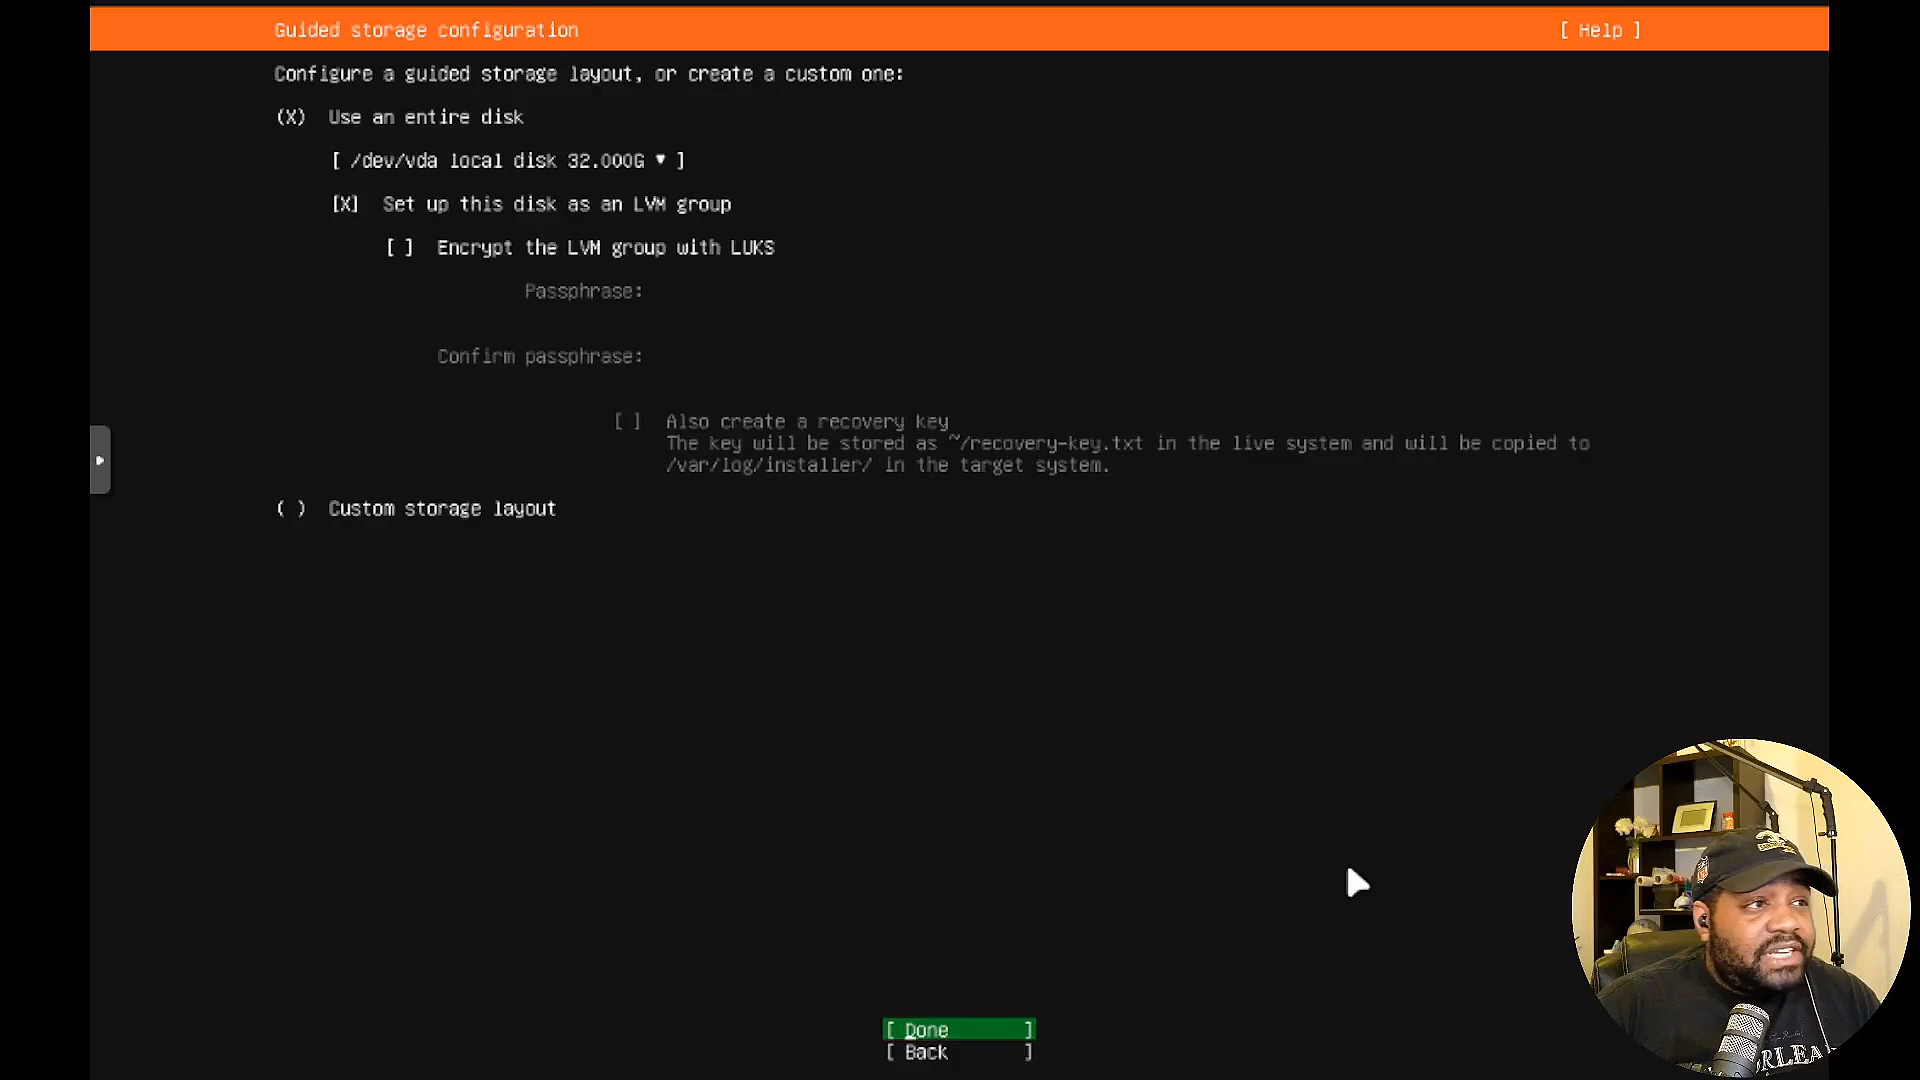 Guided storage configuration [ Help ]
Configure a guided storage layout, or create a custom one:
(X) Use an entire disk
[ /dev/vda local disk 32.000G ▾ ]
[X] Set up this disk as an LVM group
[ ] Encrypt the LVM group with LUKS
Passphrase:
Confirm passphrase:
[ ] Also create a recovery key
The key will be stored as ~/recovery-key.txt in the live system and will be copied to
/var/log/installer/ in the target system.
( ) Custom storage layout
[ Done ]
[ Back ]